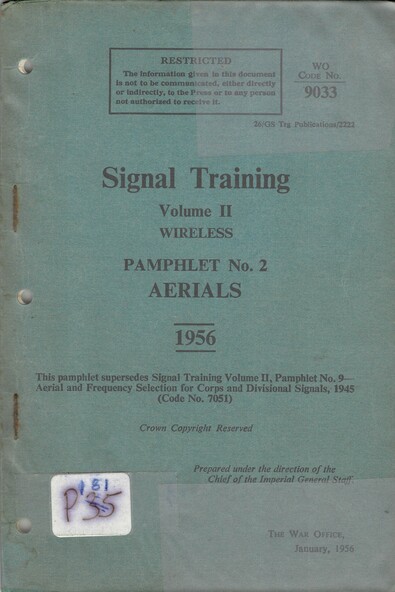 RESTRICTED
The information given in this document
is not to be communicated, either directly
or indirectly, to the Press or to any person
not authorized to receive it.
WO
CODE No.
9033
26/GS Trg Publications/2223
Signal Training
Volume II
WIRELESS
PAMPHLET No. 2
AERIALS
1956
This pamphlet supersedes Signal Training Volume II, Pamphlet No. 9—
Aerial and Frequency Selection for Corps and Divisional Signals, 1945
(Code No. 7051)
Crown Copyright Reserved
Prepared under the direction of the
Chief of the Imperial General Staff
151
P35
THE WAR OFFICE,
January, 1956